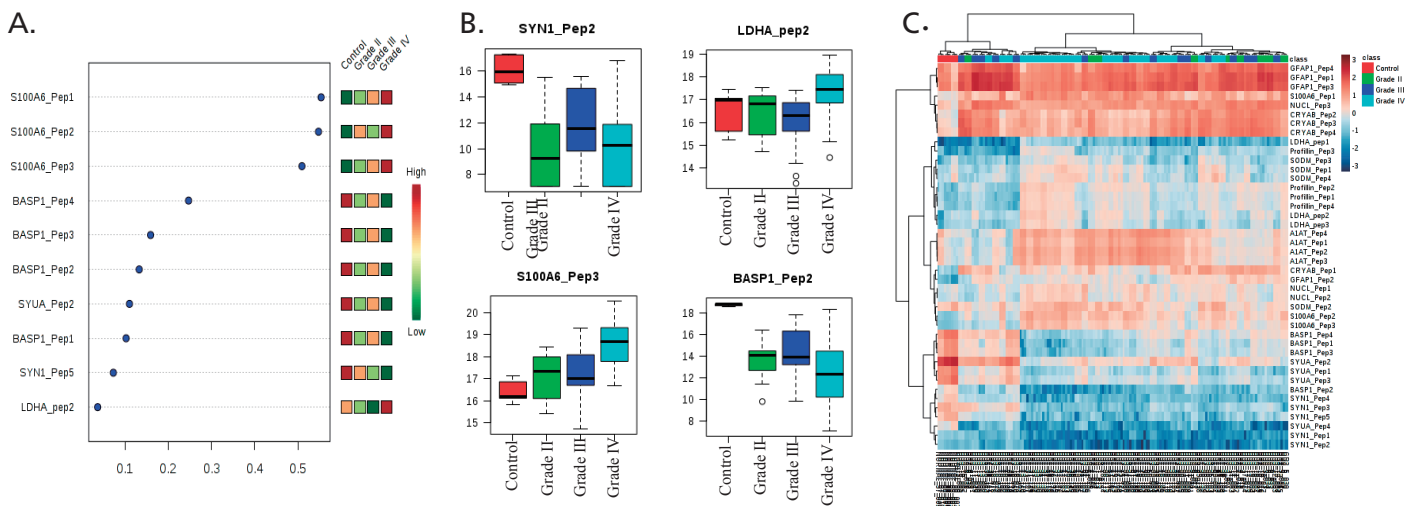 A.
B.
C.
Control
Grade II
Grade III
Grade IV
S100A6_Pep1
S100A6_Pep2
S100A6_Pep3
BASP1_Pep4
BASP1_Pep3
BASP1_Pep2
SYUA_Pep2
BASP1_Pep1
SYN1_Pep5
LDHA_pep2
High
Low
0.1 0.2 0.3 0.4 0.5
SYN1_Pep2
16
14
12
10
8
Control
Grade III
Grade II
Grade IV
LDHA_pep2
19
18
17
16
15
14
Control
Grade II
Grade III
Grade IV
S100A6_Pep3
20
19
18
17
16
15
Control
Grade II
Grade III
Grade IV
BASP1_Pep2
18
16
14
12
10
8
Control
Grade II
Grade III
Grade IV
class
GFAP1_Pep4
GFAP1_Pep1
GFAP1_Pep3
S100A6_Pep1
NUCL_Pep3
CRYAB_Pep2
CRYAB_Pep3
CRYAB_Pep4
LDHA_pep1
Profillin_Pep3
SODM_Pep3
SODM_Pep1
SODM_Pep4
Profillin_Pep2
Profillin_Pep1
Profillin_Pep4
LDHA_pep2
LDHA_pep3
A1AT_Pep4
A1AT_Pep1
A1AT_Pep2
A1AT_Pep3
CRYAB_Pep1
GFAP1_Pep2
NUCL_Pep1
NUCL_Pep2
SODM_Pep2
S100A6_Pep2
S100A6_Pep3
BASP1_Pep4
BASP1_Pep1
BASP1_Pep3
SYUA_Pep2
SYUA_Pep1
SYUA_Pep3
BASP1_Pep2
SYN1_Pep4
SYN1_Pep3
SYN1_Pep5
SYUA_Pep4
SYN1_Pep1
SYN1_Pep2
3
2
1
0
-1
-2
-3
class
Control
Grade II
Grade III
Grade IV